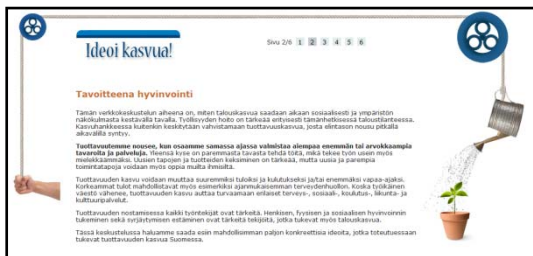 Ideoi kasvua!
Sivu 2/6 1 2 3 4 5 6
Tavoitteena hyvinvointi
Tämän verkkokeskustelun aiheena on, miten talouskasvua saadaan aikaan sosiaalisesti ja ympäristön
näkökulmasta kestävällä tavalla. Työllisyyden hoito on tärkeää erityisesti tämänhetkisessä taloustilanteessa.
Kasvuhankkeessa kuitenkin keskitytään vahvistamaan tuottavuuskasvua, josta elintason nousu pitkällä
aikavälillä syntyy.
Tuottavuutemme nousee, kun osaamme samassa ajassa valmistaa aiempaa enemmän tai arvokkaampia
tavaroita ja palveluja. Yleensä kyse on paremmasta tavasta tehdä töitä, mikä tekee työn usein myös
mielekkäämmäksi. Uusien tapojen ja tuotteiden keksiminen on tärkeää, mutta uusia ja parempia
toimintatapoja voidaan myös oppia muilta ihmisiltä.
Tuottavuuden kasvu voidaan muuttaa suuremmiksi tuloiksi ja kulutukseksi ja/tai enemmäksi vapaa-ajaksi.
Korkeammat tulot mahdollistavat myös esimerkiksi ajanmukaisemman terveydenhuollon. Koska työikäinen
väestö vähenee, tuottavuuden kasvu auttaa turvaamaan erilaiset terveys-, sosiaali-, koulutus-, liikunta- ja
kulttuuripalvelut.
Tuottavuuden nostamisessa kaikki työntekijät ovat tärkeitä. Henkisen, fyysisen ja sosiaalisen hyvinvoinnin
tukeminen sekä syrjäytymisen estäminen ovat tärkeitä tekijöitä, jotka tukevat myös talouskasvua.
Tässä keskustelussa haluamme saada esiin mahdollisimman paljon konkreettisia ideoita, jotka toteutuessaan
tukevat tuottavuuden kasvua Suomessa.